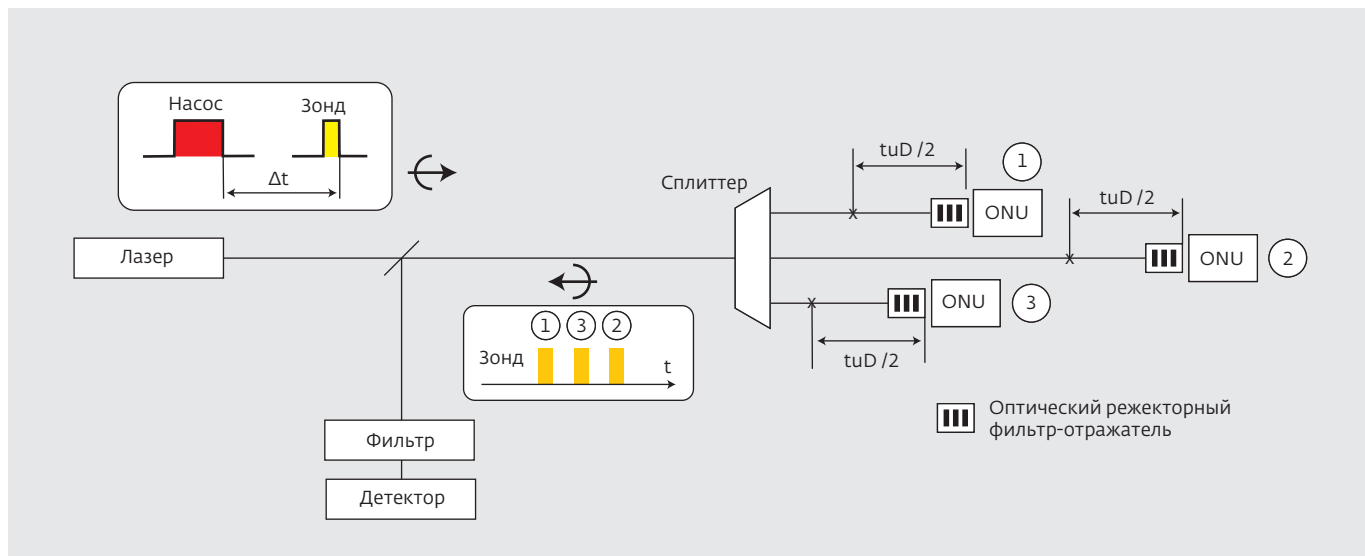 Насос
Зонд
Δt
Лазер
Сплиттер
tuD /2
1
ONU
tuD /2
ONU
2
ONU
3
tuD /2
1 3 2
Зонд
t
Фильтр
Детектор
Оптический режекторный
фильтр-отражатель